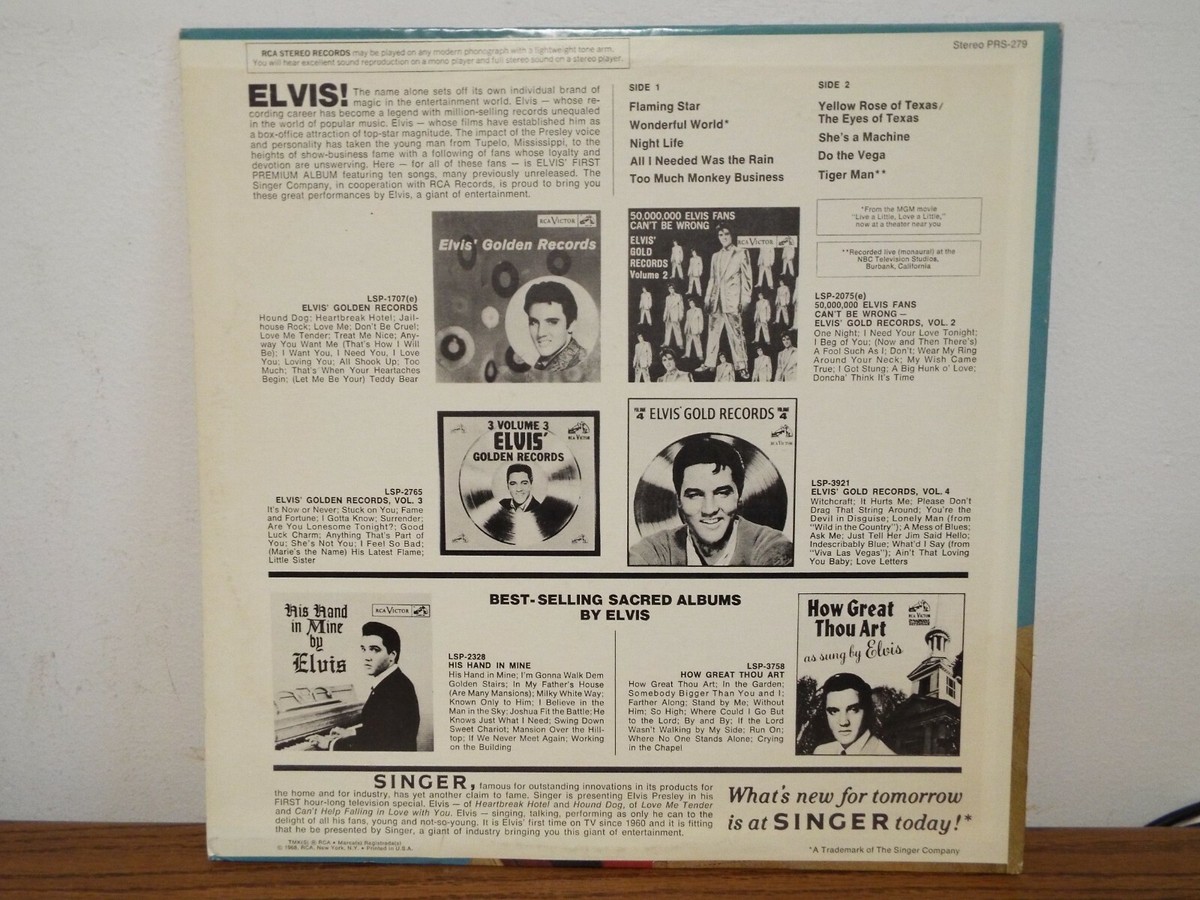 Stereo PRS-279
RCA STEREO RECORDS may be played on any modern phonograph with a lightweight tone arm.
You will hear excellent sound reproduction on a mono player and full stereo sound on a stereo player.
ELVIS! The name alone sets off its own individual brand of
magic in the entertainment world. Elvis — whose re-
cording career has become a legend with million-selling records unequaled
in the world of popular music. Elvis — whose films have established him as
a box-office attraction of top-star magnitude. The impact of the Presley voice
and personality has taken the young man from Tupelo, Mississippi, to the
heights of show-business fame with a following of fans whose loyalty and
devotion are unswerving. Here — for all of these fans — is ELVIS' FIRST
PREMIUM ALBUM featuring ten songs, many previously unreleased. The
Singer Company, in cooperation with RCA Records, is proud to bring you
these great performances by Elvis, a giant of entertainment.
SIDE 1
Flaming Star
Wonderful World*
Night Life
All I Needed Was the Rain
Too Much Monkey Business
SIDE 2
Yellow Rose of Texas/
The Eyes of Texas
She's a Machine
Do the Vega
Tiger Man**
*From the MGM movie
"Live a Little, Love a Little,"
now at a theater near you
**Recorded live (monaural) at the
NBC Television Studios,
Burbank, California
RCA VICTOR
Elvis' Golden Records
50,000,000 ELVIS FANS
CAN'T BE WRONG
ELVIS'
GOLD
RECORDS
Volume 2
RCA VICTOR
LSP-1707(e)
ELVIS' GOLDEN RECORDS
Hound Dog; Heartbreak Hotel; Jail-
house Rock; Love Me; Don't Be Cruel;
Love Me Tender; Treat Me Nice; Any-
way You Want Me (That's How I Will
Be); I Want You, I Need You, I Love
You; Loving You; All Shook Up; Too
Much; That's When Your Heartaches
Begin; (Let Me Be Your) Teddy Bear
LSP-2075(e)
50,000,000 ELVIS FANS
CAN'T BE WRONG —
ELVIS' GOLD RECORDS, VOL. 2
One Night; I Need Your Love Tonight;
I Beg of You; (Now and Then There's)
A Fool Such As I; Don't; Wear My Ring
Around Your Neck; My Wish Came
True; I Got Stung; A Big Hunk o' Love;
Doncha' Think It's Time
3 VOLUME 3
ELVIS'
GOLDEN RECORDS
RCA VICTOR
VOLUME 4 ELVIS' GOLD RECORDS VOLUME 4
RCA VICTOR
LSP-2765
ELVIS' GOLDEN RECORDS, VOL. 3
It's Now or Never; Stuck on You; Fame
and Fortune; I Gotta Know; Surrender;
Are You Lonesome Tonight?; Good
Luck Charm; Anything That's Part of
You; She's Not You; I Feel So Bad;
(Marie's the Name) His Latest Flame;
Little Sister
LSP-3921
ELVIS' GOLD RECORDS, VOL. 4
Witchcraft; It Hurts Me; Please Don't
Drag That String Around; You're the
Devil in Disguise; Lonely Man (from
"Wild in the Country"); A Mess of Blues;
Ask Me; Just Tell Her Jim Said Hello;
Indescribably Blue; What'd I Say (from
"Viva Las Vegas"); Ain't That Loving
You Baby; Love Letters
BEST-SELLING SACRED ALBUMS
BY ELVIS
His Hand
in Mine
by
Elvis
RCA VICTOR
LSP-2328
HIS HAND IN MINE
His Hand in Mine; I'm Gonna Walk Dem
Golden Stairs; In My Father's House
(Are Many Mansions); Milky White Way;
Known Only to Him; I Believe in the
Man in the Sky; Joshua Fit the Battle; He
Knows Just What I Need; Swing Down
Sweet Chariot; Mansion Over the Hill-
top; If We Never Meet Again; Working
on the Building
LSP-3758
HOW GREAT THOU ART
How Great Thou Art; In the Garden;
Somebody Bigger Than You and I;
Farther Along; Stand by Me; Without
Him; So High; Where Could I Go But
to the Lord; By and By; If the Lord
Wasn't Walking by My Side; Run On;
Where No One Stands Alone; Crying
in the Chapel
How Great
Thou Art
as sung by Elvis
RCA VICTOR
SINGER, famous for outstanding innovations in its products for
the home and for industry, has yet another claim to fame. Singer is presenting Elvis Presley in his
FIRST hour-long television special. Elvis — of Heartbreak Hotel and Hound Dog, of Love Me Tender
and Can't Help Falling in Love with You. Elvis — singing, talking, performing as only he can to the
delight of all his fans, young and not-so-young. It is Elvis' first time on TV since 1960 and it is fitting
that he be presented by Singer, a giant of industry bringing you this giant of entertainment.
TMK(s) ® RCA • Marca(s) Registrada(s)
© 1968, RCA, New York, N.Y. • Printed in U.S.A.
What's new for tomorrow
is at SINGER today!*
*A Trademark of The Singer Company